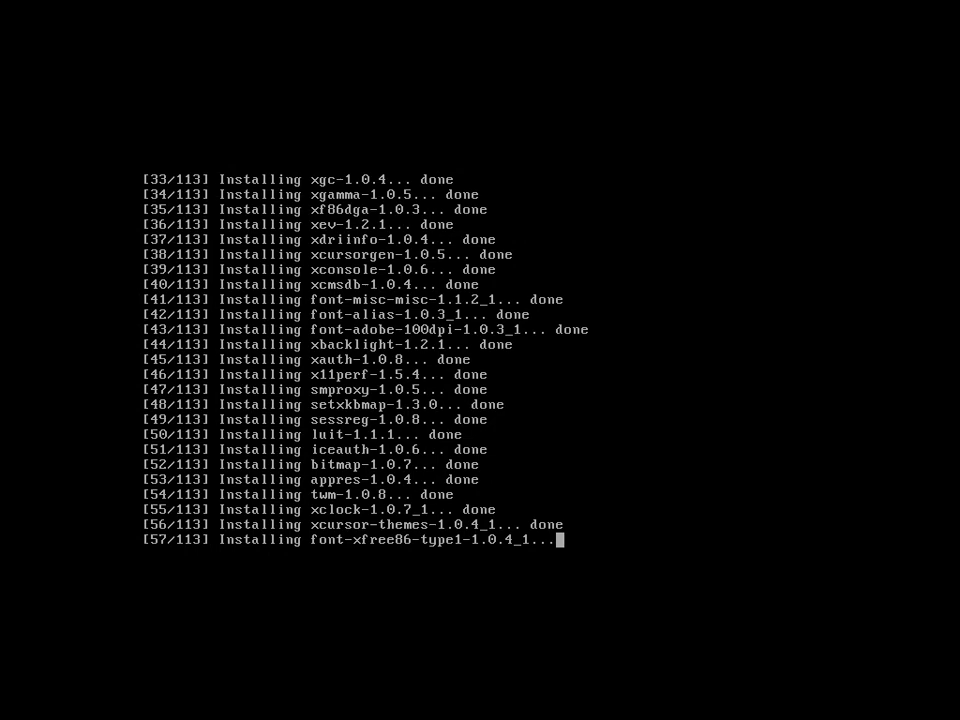 [33/113] Installing xgc-1.0.4... done
[34/113] Installing xgamma-1.0.5... done
[35/113] Installing xf86dga-1.0.3... done
[36/113] Installing xev-1.2.1... done
[37/113] Installing xdriinfo-1.0.4... done
[38/113] Installing xcursorgen-1.0.5... done
[39/113] Installing xconsole-1.0.6... done
[40/113] Installing xcmsdb-1.0.4... done
[41/113] Installing font-misc-misc-1.1.2_1... done
[42/113] Installing font-alias-1.0.3_1... done
[43/113] Installing font-adobe-100dpi-1.0.3_1... done
[44/113] Installing xbacklight-1.2.1... done
[45/113] Installing xauth-1.0.8... done
[46/113] Installing x11perf-1.5.4... done
[47/113] Installing smproxy-1.0.5... done
[48/113] Installing setxkbmap-1.3.0... done
[49/113] Installing sessreg-1.0.8... done
[50/113] Installing luit-1.1.1... done
[51/113] Installing iceauth-1.0.6... done
[52/113] Installing bitmap-1.0.7... done
[53/113] Installing appres-1.0.4... done
[54/113] Installing twm-1.0.8... done
[55/113] Installing xclock-1.0.7_1... done
[56/113] Installing xcursor-themes-1.0.4_1... done
[57/113] Installing font-xfree86-type1-1.0.4_1...